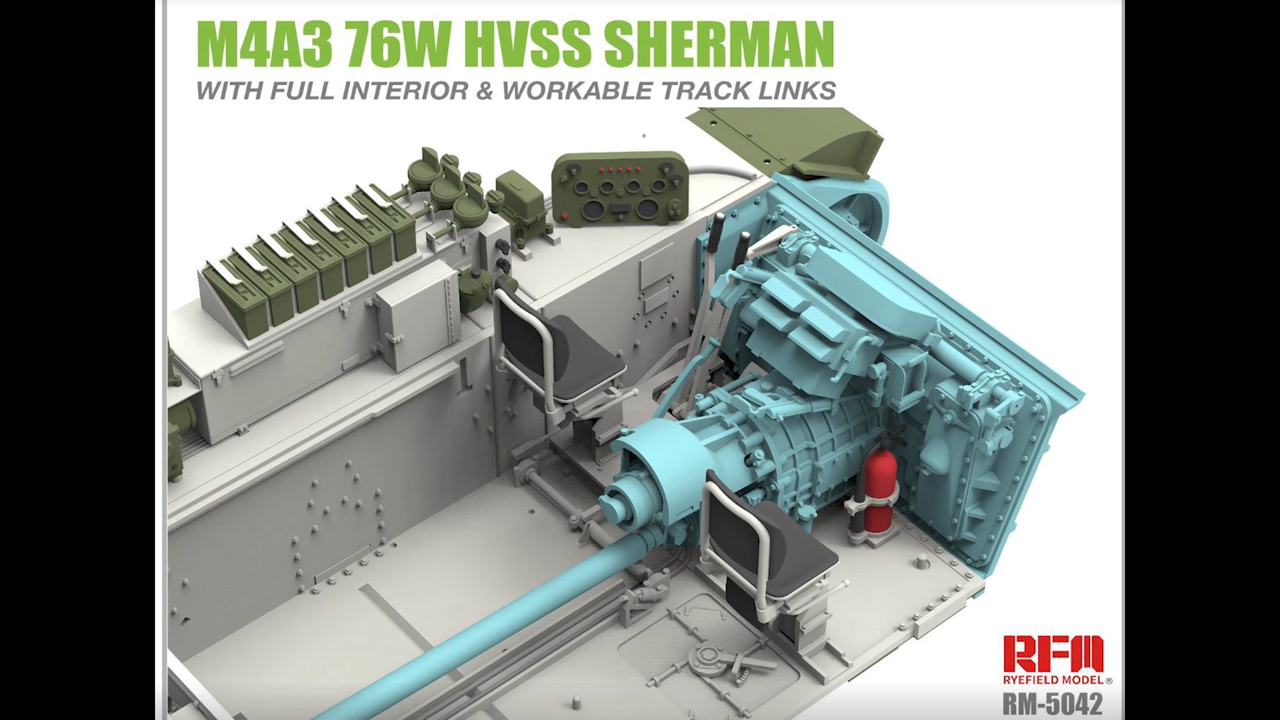 M4A3 76W HVSS SHERMAN
WITH FULL INTERIOR & WORKABLE TRACK LINKS
RFM
RYEFIELD MODEL®
RM-5042